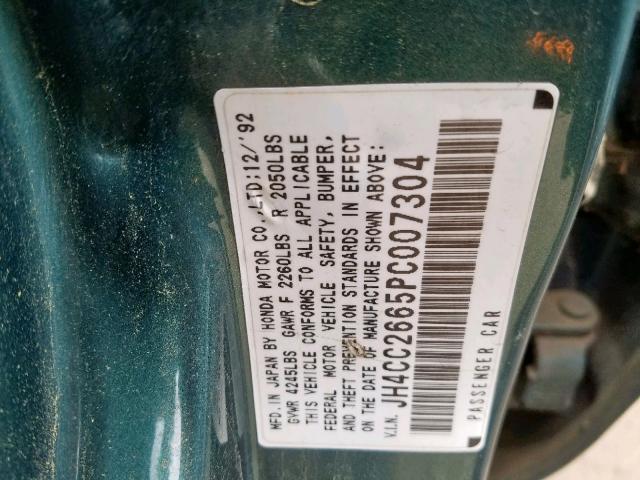 MFD. IN JAPAN BY HONDA MOTOR CO.,LTD:12/'92
GVWR 4245LBS GAWR F 2260LBS R 2050LBS
THIS VEHICLE CONFORMS TO ALL APPLICABLE
FEDERAL MOTOR VEHICLE SAFETY, BUMPER,
AND THEFT PREVENTION STANDARDS IN EFFECT
ON THE DATE OF MANUFACTURE SHOWN ABOVE:
V.I.N. JH4CC2665PC007304
PASSENGER CAR